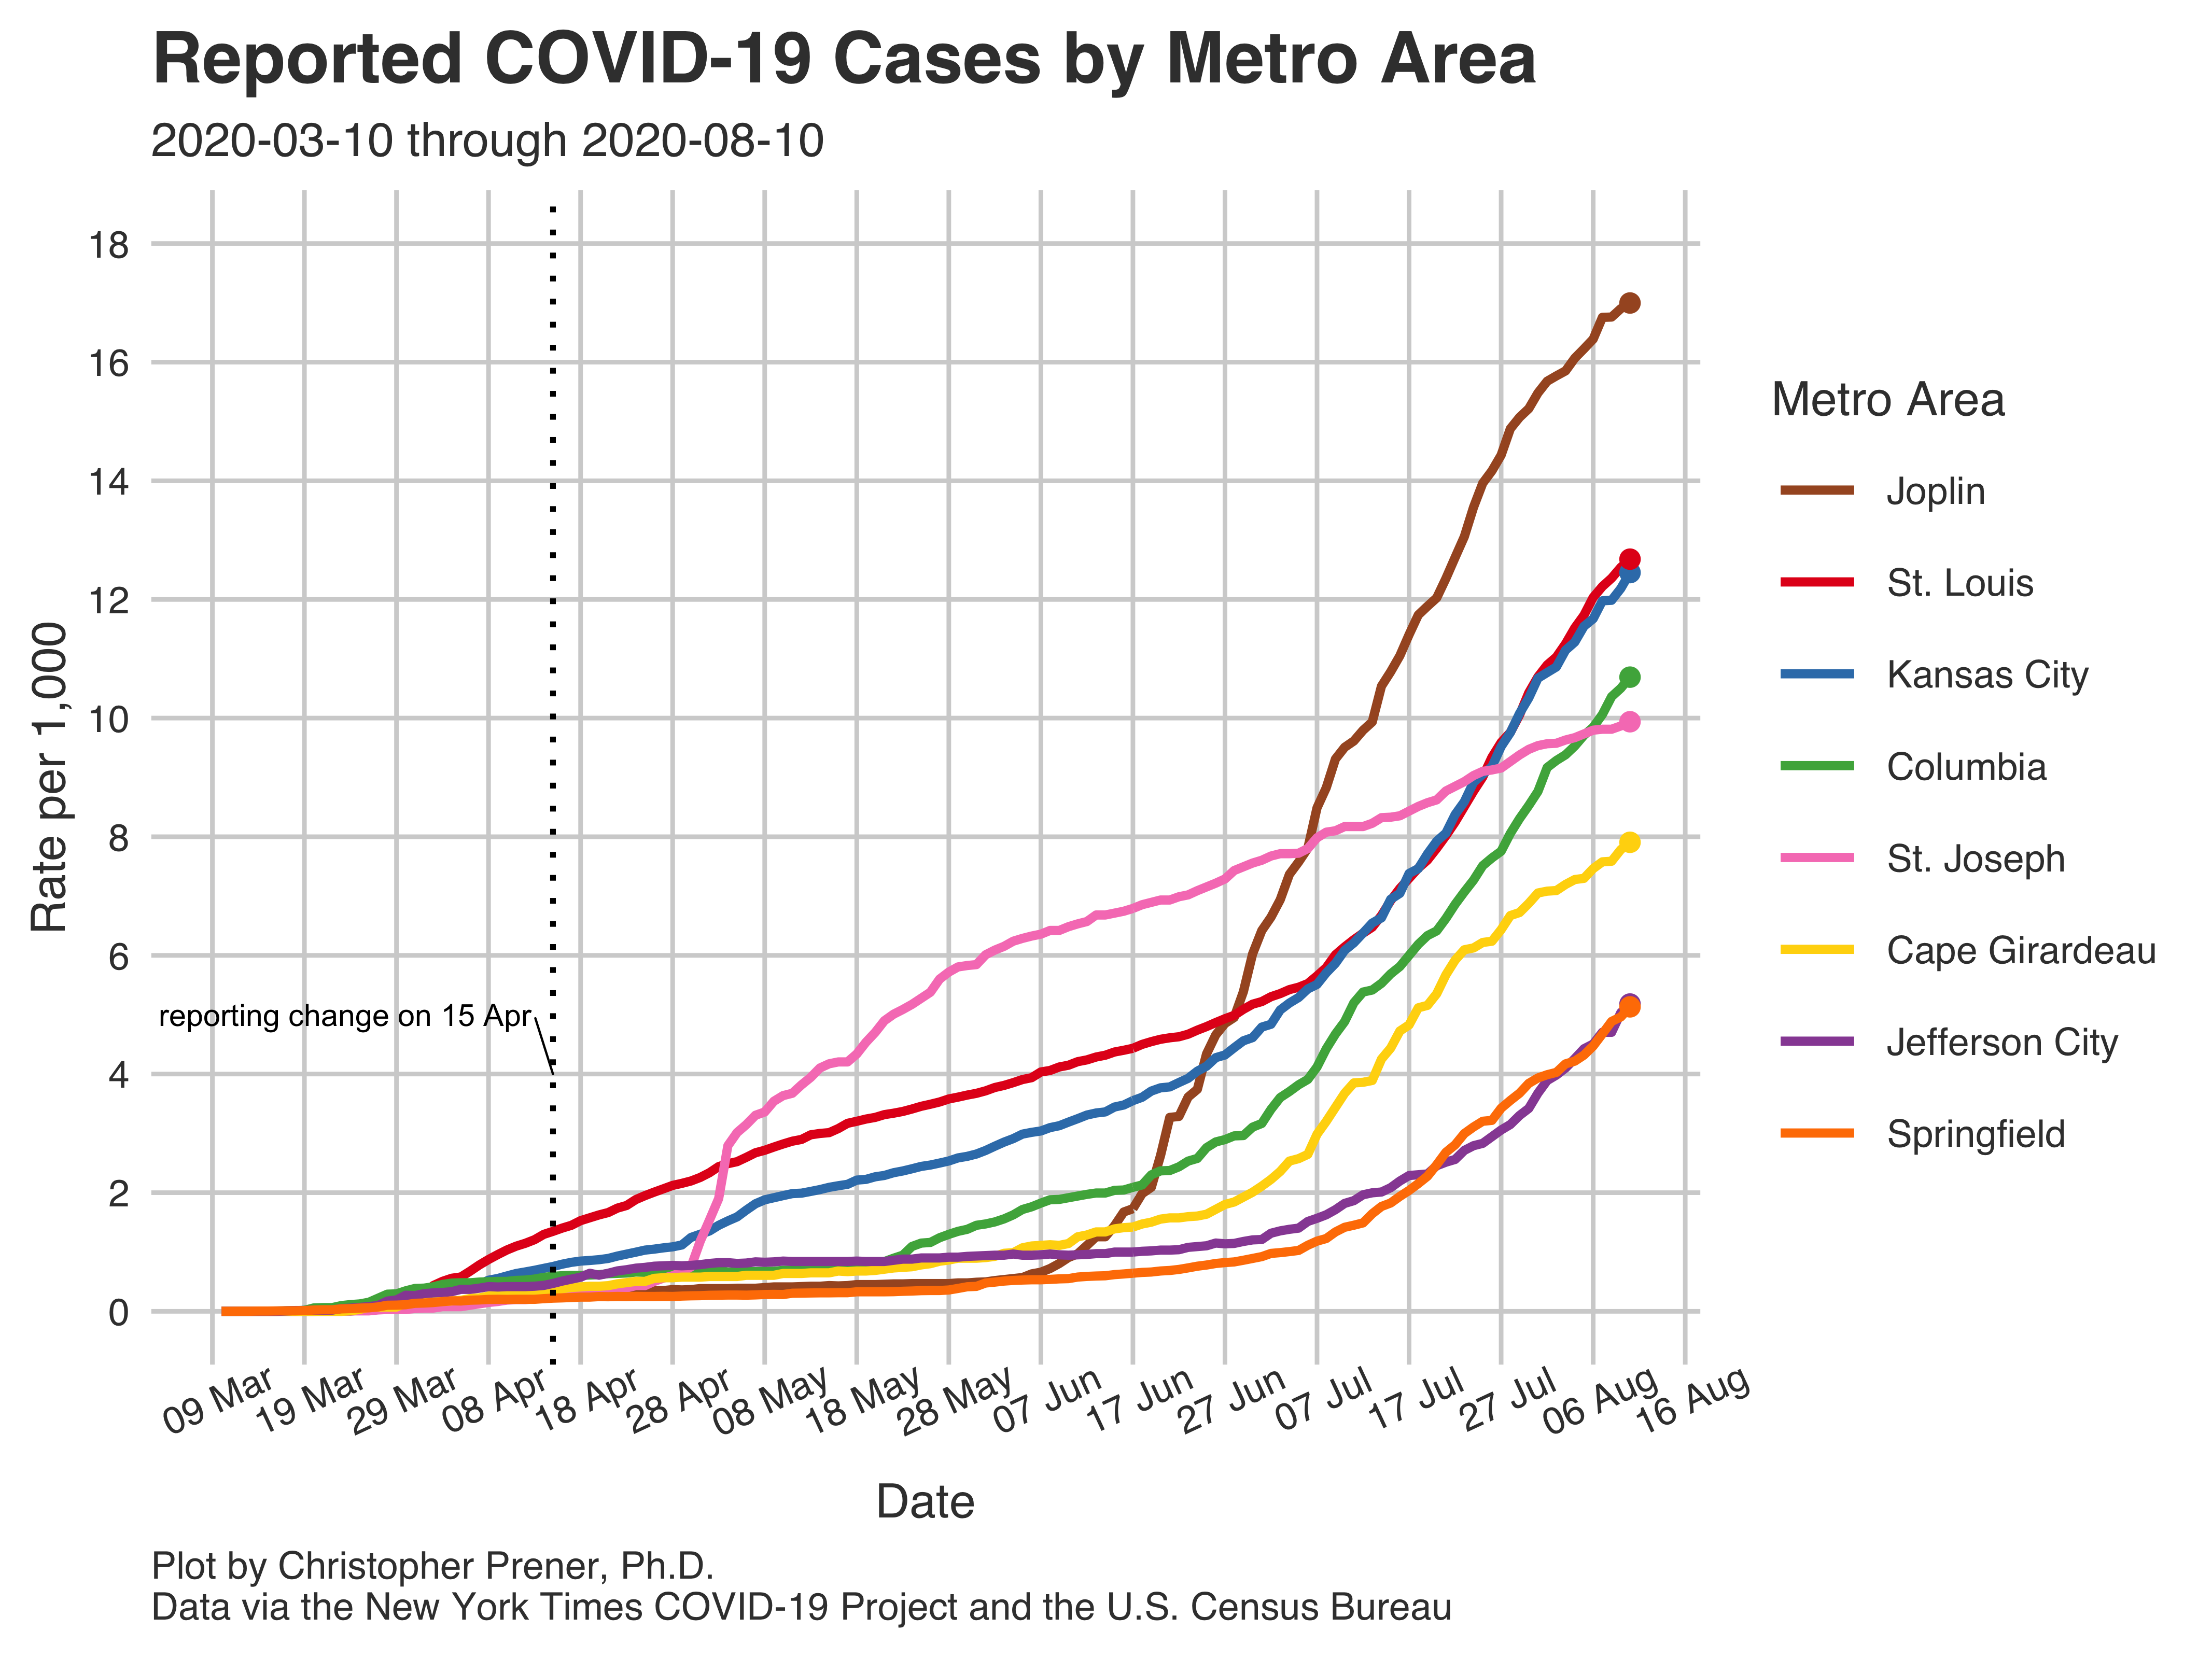 Reported COVID-19 Cases by Metro Area
2020-03-10 through 2020-08-10
18
16
14
12
10
8
6
4
2
0
Rate per 1,000
reporting change on 15 Apr
09 Mar
19 Mar
29 Mar
08 Apr
18 Apr
28 Apr
08 May
18 May
28 May
07 Jun
17 Jun
27 Jun
07 Jul
17 Jul
27 Jul
06 Aug
16 Aug
Date
Metro Area
Joplin
St. Louis
Kansas City
Columbia
St. Joseph
Cape Girardeau
Jefferson City
Springfield
Plot by Christopher Prener, Ph.D.
Data via the New York Times COVID-19 Project and the U.S. Census Bureau